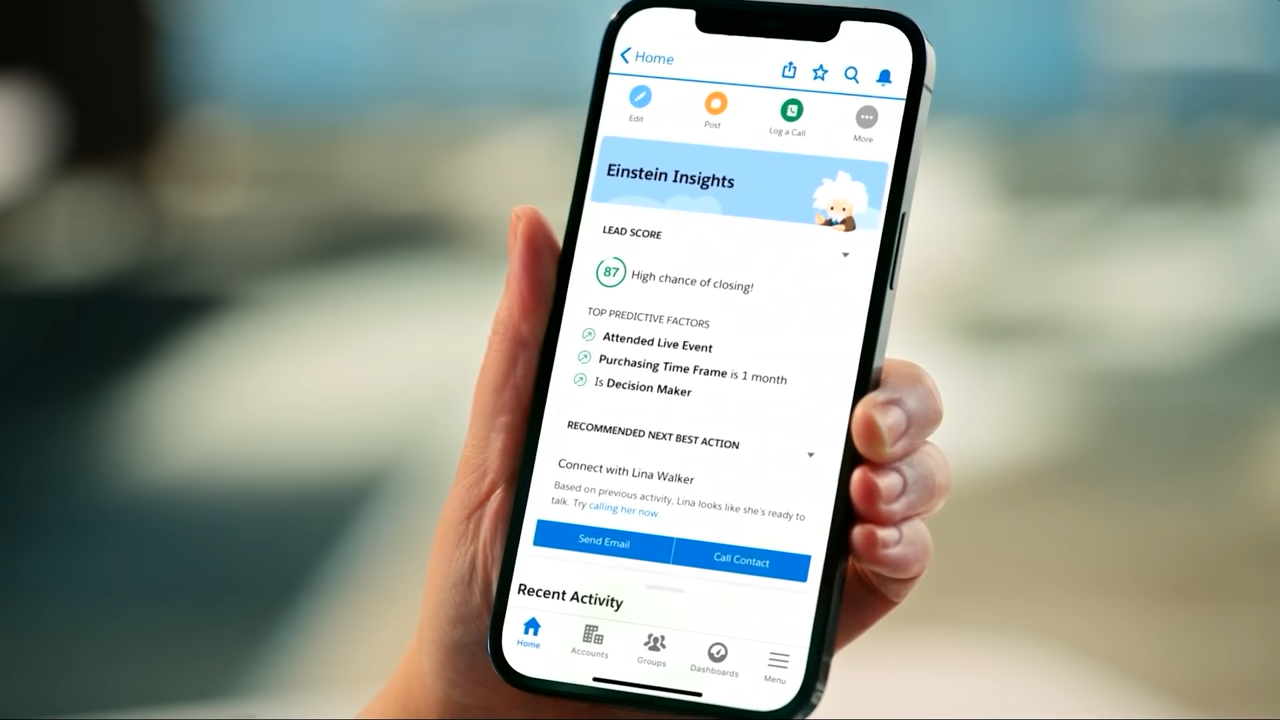 Home
Edit
Post
Log a Call
More
Einstein Insights
LEAD SCORE
87 High chance of closing!
TOP PREDICTIVE FACTORS
Attended Live Event
Purchasing Time Frame is 1 month
Is Decision Maker
RECOMMENDED NEXT BEST ACTION
Connect with Lina Walker
Based on previous activity, Lina looks like she's ready to
talk. Try calling her now.
Send Email
Call Contact
Recent Activity
Home
Accounts
Groups
Dashboards
Menu